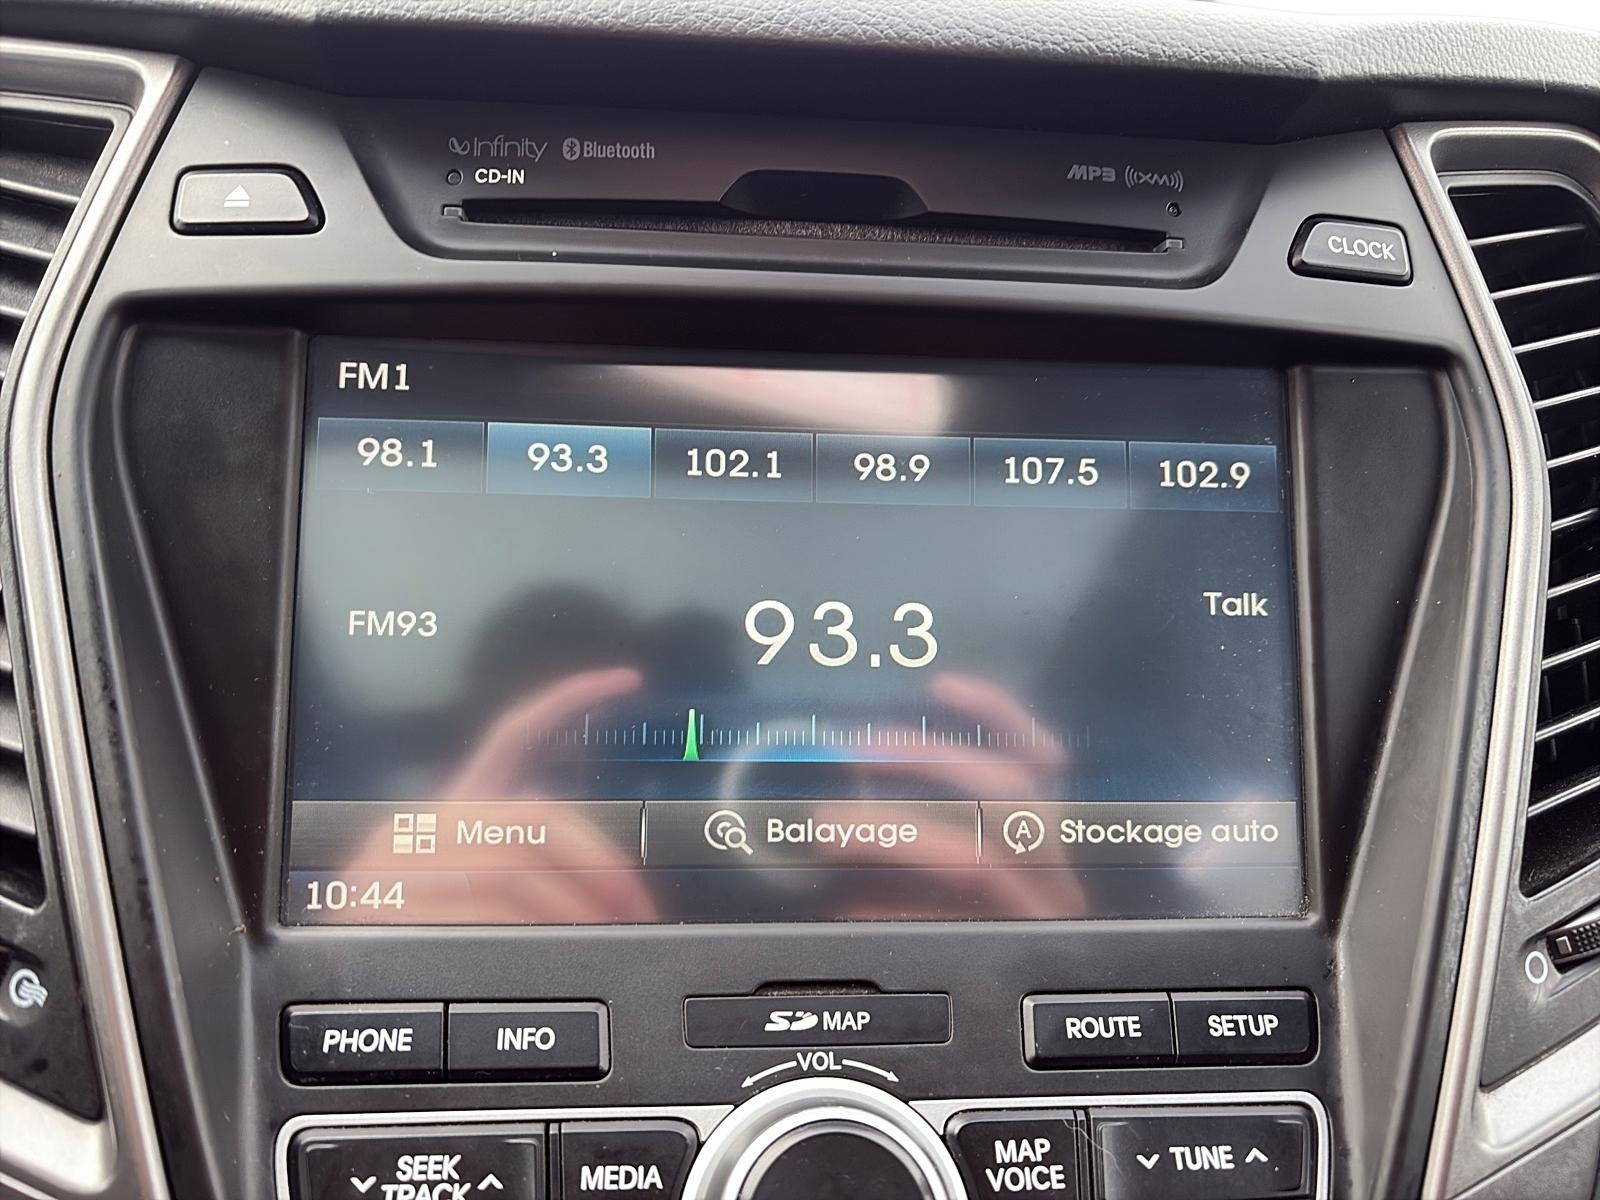 Infinity Bluetooth
CD-IN
MP3 ((XM))
CLOCK
FM1
98.1 93.3 102.1 98.9 107.5 102.9
FM93 93.3 Talk
Menu Balayage A Stockage auto
10:44
PHONE INFO SD MAP ROUTE SETUP
VOL
SEEK TRACK MEDIA MAP VOICE TUNE